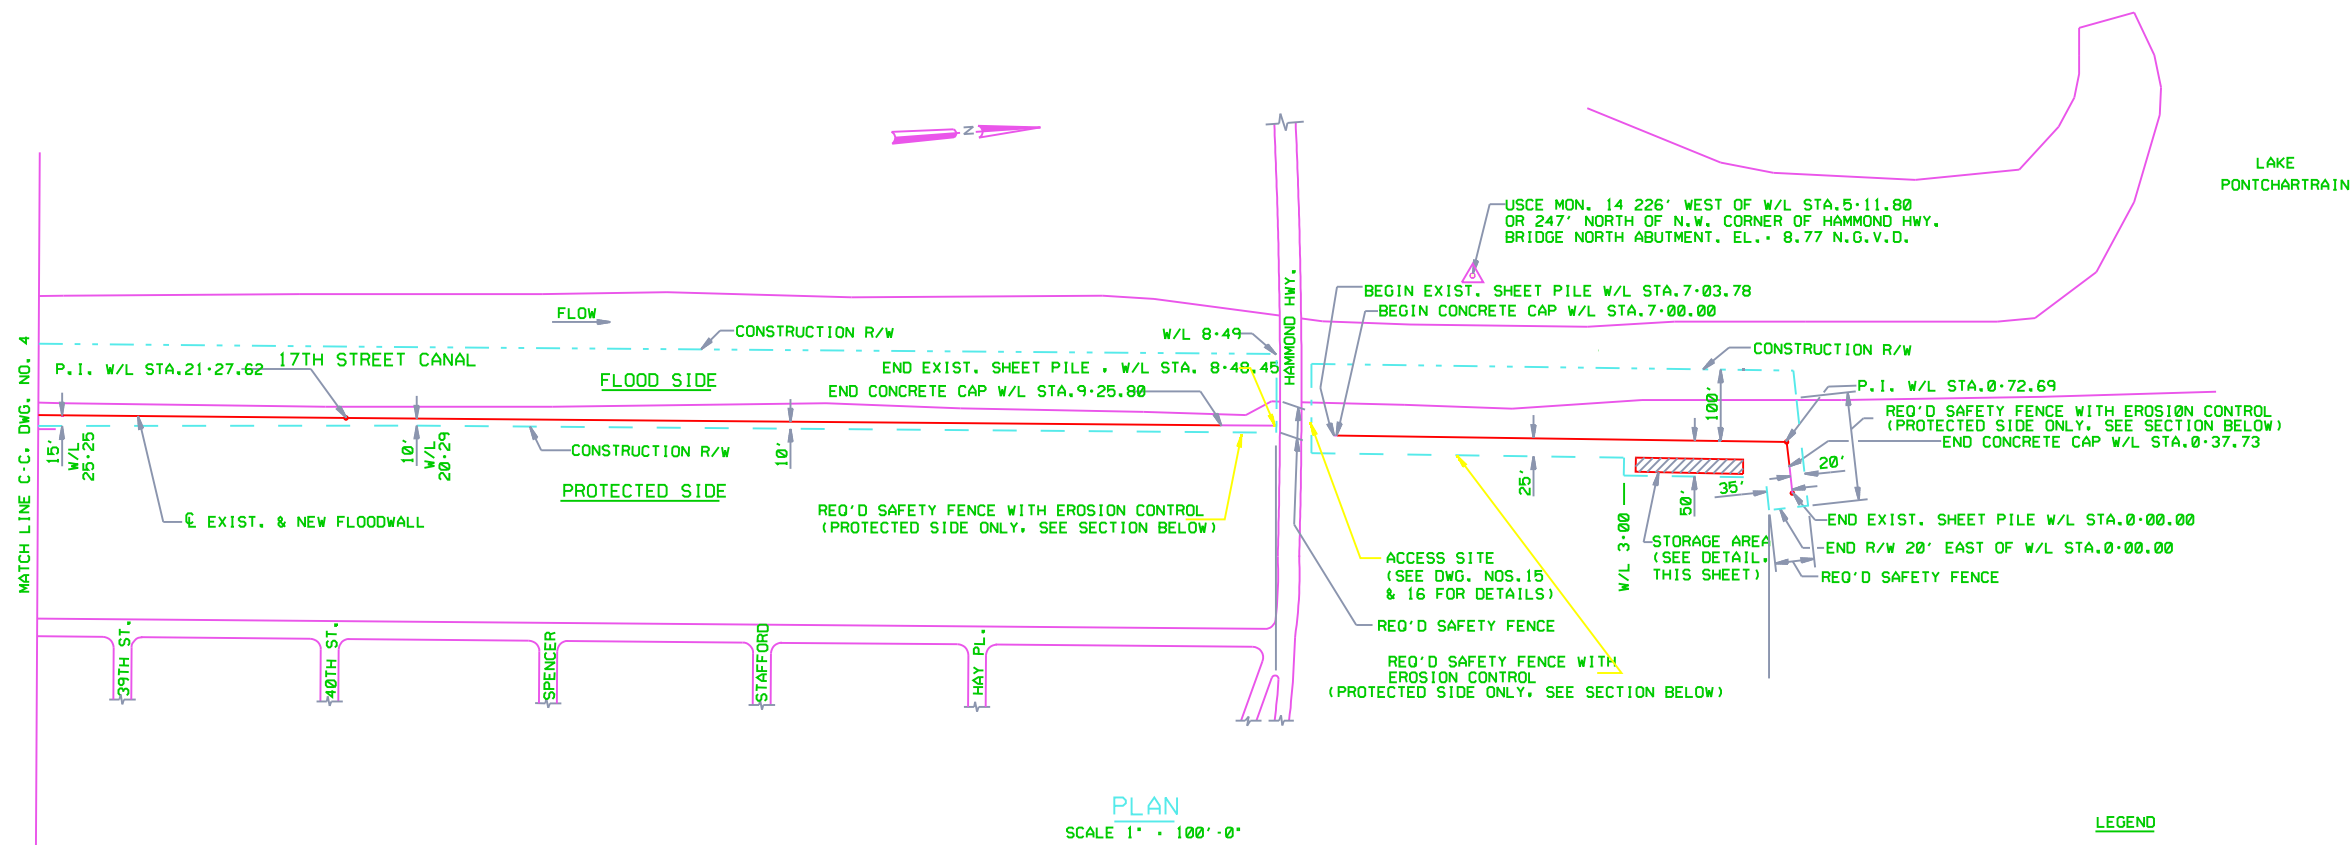 N
LAKE
PONTCHARTRAIN
USCE MON. 14 226' WEST OF W/L STA.5·11.80
OR 247' NORTH OF N.W. CORNER OF HAMMOND HWY.
BRIDGE NORTH ABUTMENT. EL.· 8.77 N.G.V.D.
HAMMOND HWY.
BEGIN EXIST. SHEET PILE W/L STA.7·03.78
BEGIN CONCRETE CAP W/L STA.7·00.00
FLOW
CONSTRUCTION R/W
W/L 8·49
MATCH LINE C-C. DWG. NO. 4
P.I. W/L STA.21·27.62
17TH STREET CANAL
FLOOD SIDE
END EXIST. SHEET PILE . W/L STA. 8·49.45
END CONCRETE CAP W/L STA.9·25.80
CONSTRUCTION R/W
P.I. W/L STA.0·72.69
100'
REQ'D SAFETY FENCE WITH EROSION CONTROL
(PROTECTED SIDE ONLY. SEE SECTION BELOW)
END CONCRETE CAP W/L STA.0·37.73
15'
W/L
25·25
10'
W/L
20·29
CONSTRUCTION R/W
10'
PROTECTED SIDE
25'
20'
35'
50'
REQ'D SAFETY FENCE WITH EROSION CONTROL
(PROTECTED SIDE ONLY. SEE SECTION BELOW)
℄ EXIST. & NEW FLOODWALL
W/L 3·00
END EXIST. SHEET PILE W/L STA.0·00.00
END R/W 20' EAST OF W/L STA.0·00.00
REQ'D SAFETY FENCE
STORAGE AREA
(SEE DETAIL.
THIS SHEET)
ACCESS SITE
(SEE DWG. NOS.15
& 16 FOR DETAILS)
REQ'D SAFETY FENCE
REQ'D SAFETY FENCE WITH
EROSION CONTROL
(PROTECTED SIDE ONLY. SEE SECTION BELOW)
39TH ST.
40TH ST.
SPENCER
STAFFORD
HAY PL.
PLAN
SCALE 1" · 100'-0"
LEGEND